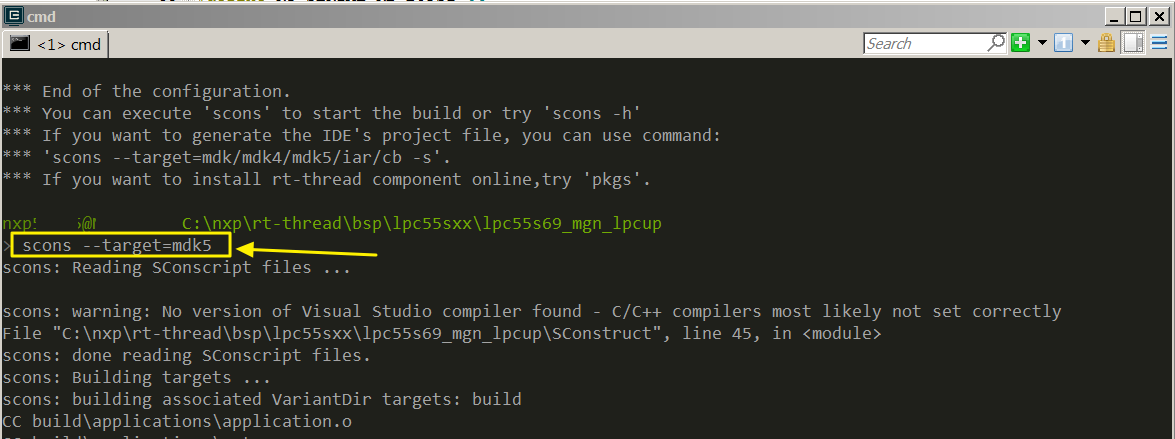 cmd
<1> cmd
Search
*** End of the configuration.
*** You can execute 'scons' to start the build or try 'scons -h'
*** If you want to generate the IDE's project file, you can use command:
*** 'scons --target=mdk/mdk4/mdk5/iar/cb -s'.
*** If you want to install rt-thread component online,try 'pkgs'.
C:\nxp\rt-thread\bsp\lpc55sxx\lpc55s69_mgn_lpcup
> scons --target=mdk5
scons: Reading SConscript files ...
scons: warning: No version of Visual Studio compiler found - C/C++ compilers most likely not set correctly
File "C:\nxp\rt-thread\bsp\lpc55sxx\lpc55s69_mgn_lpcup\SConstruct", line 45, in <module>
scons: done reading SConscript files.
scons: Building targets ...
scons: building associated VariantDir targets: build
CC build\applications\application.o